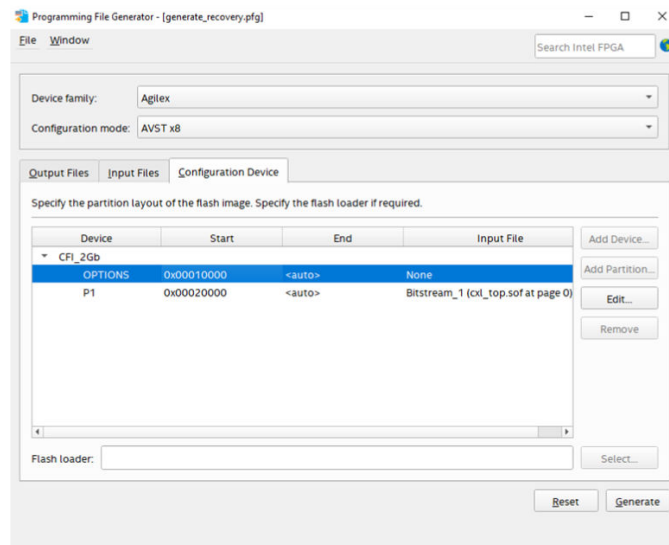 Programming File Generator - [generate_recovery.pfg]
File Window
Search Intel FPGA
Device family: Agilex
Configuration mode: AVST x8
Output Files Input Files Configuration Device
Specify the partition layout of the flash image. Specify the flash loader if required.
Device Start End Input File
CFI_2Gb
OPTIONS 0x00010000 <auto> None
P1 0x00020000 <auto> Bitstream_1 (cxl_top.sof at page 0)
Add Device...
Add Partition...
Edit...
Remove
Flash loader:
Select...
Reset Generate